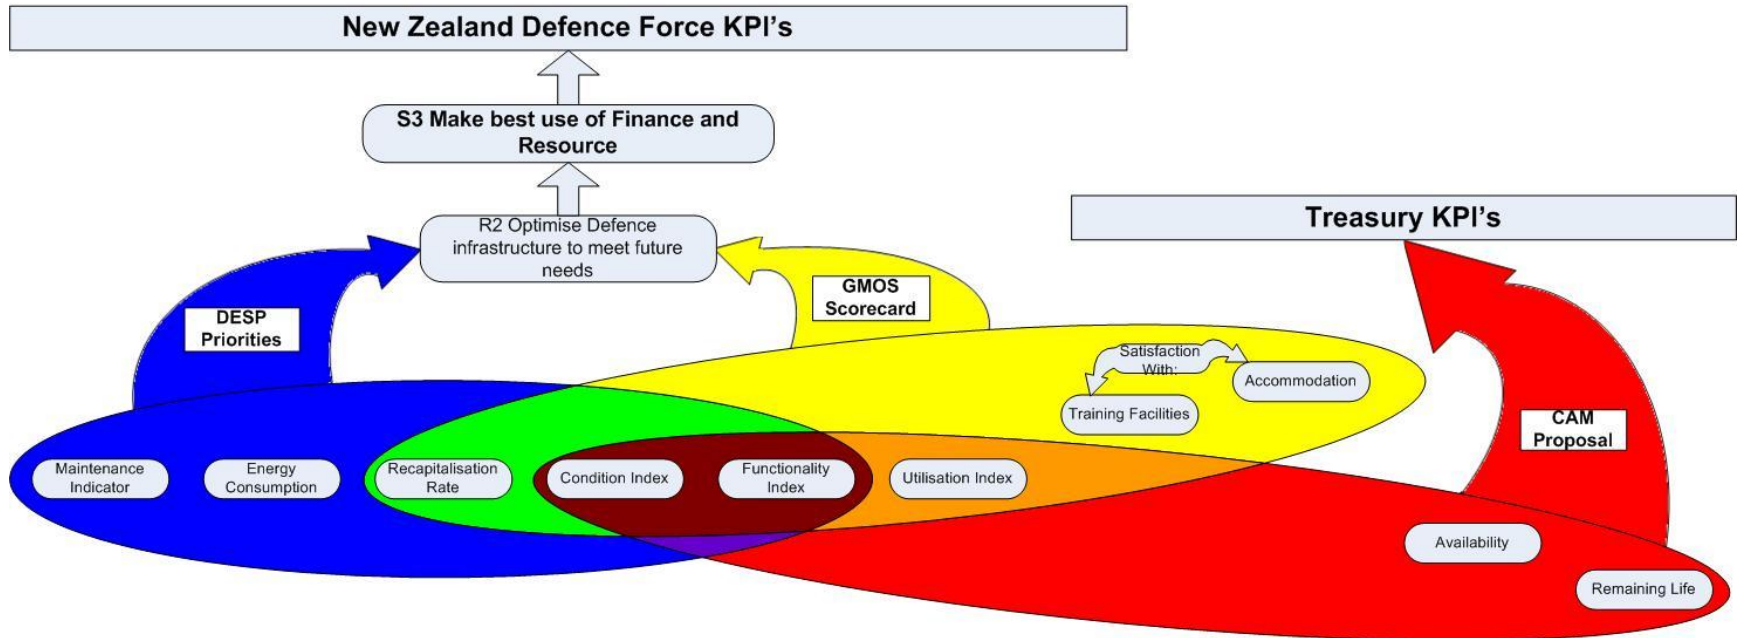 New Zealand Defence Force KPI's
S3 Make best use of Finance and
Resource
R2 Optimise Defence
infrastructure to meet future
needs
Treasury KPI's
DESP
Priorities
GMOS
Scorecard
CAM
Proposal
Satisfaction
With:
Accommodation
Training Facilities
Maintenance
Indicator
Energy
Consumption
Recapitalisation
Rate
Condition Index
Functionality
Index
Utilisation Index
Availability
Remaining Life